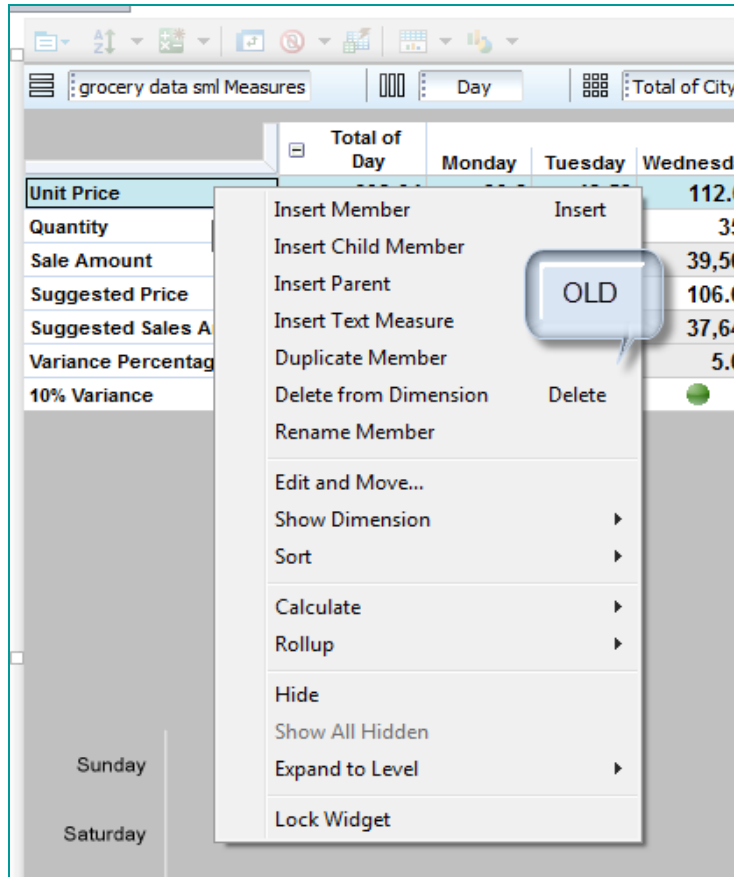 grocery data sml Measures Day Total of City
Total of
Day Monday Tuesday Wednesd
Unit Price 112.
Quantity 35
Sale Amount 39,50
Suggested Price 106.
Suggested Sales A 37,64
Variance Percentag 5.
10% Variance
Insert Member Insert
Insert Child Member
Insert Parent
Insert Text Measure
Duplicate Member
Delete from Dimension Delete
Rename Member
Edit and Move...
Show Dimension
Sort
Calculate
Rollup
Hide
Show All Hidden
Expand to Level
Lock Widget
OLD
Sunday
Saturday